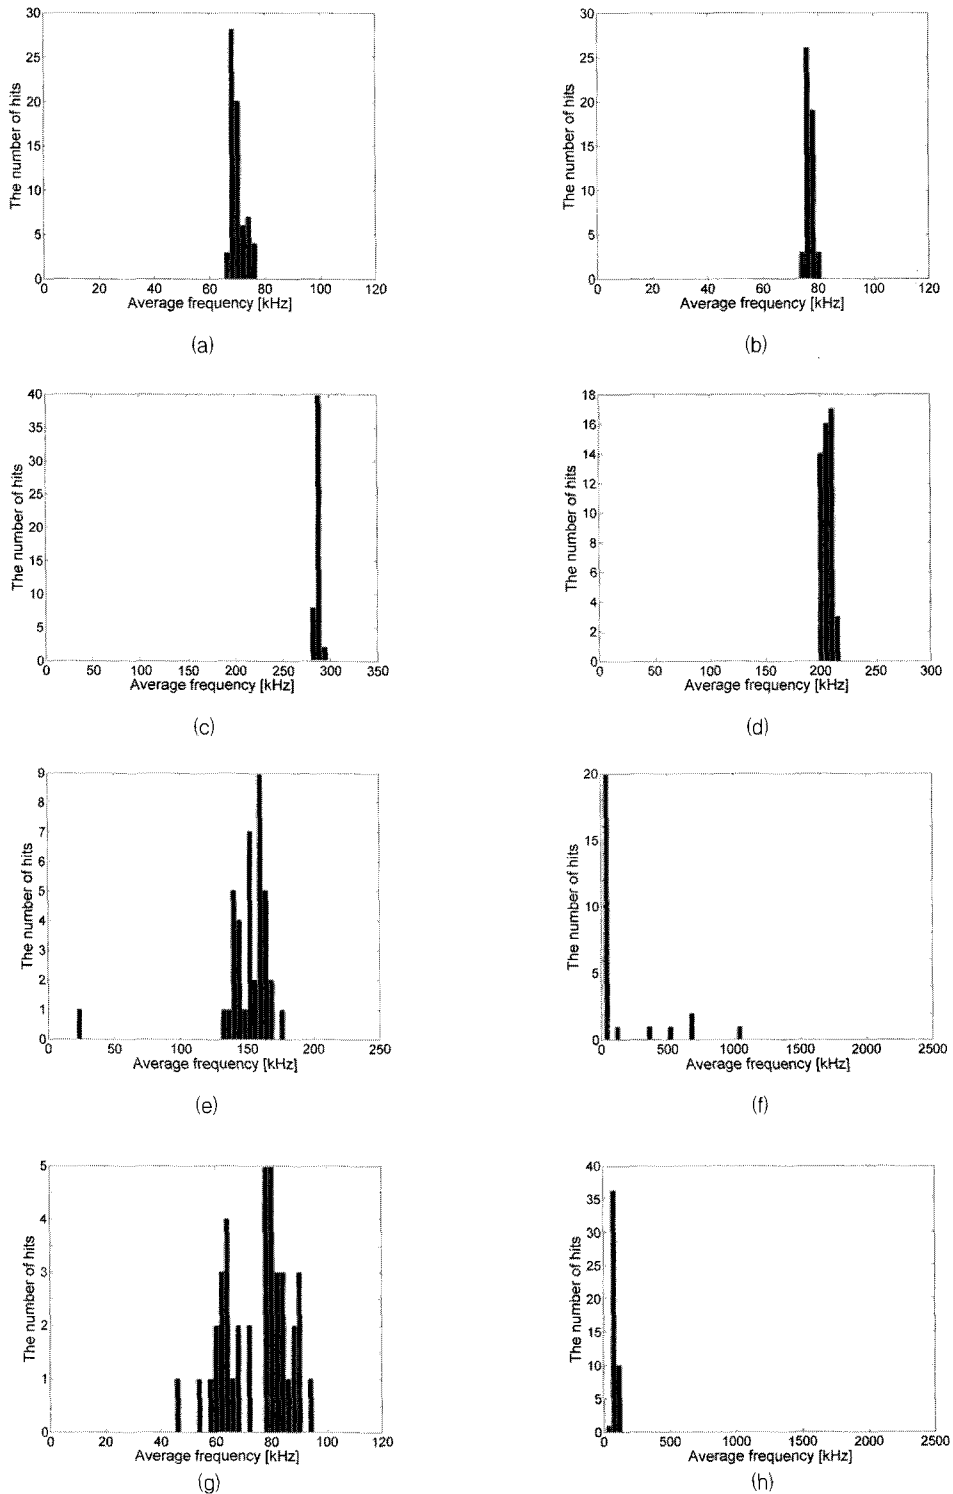 30
25
20
15
10
5
0
0 20 40 60 80 100 120
The number of hits
Average frequency [kHz]
(a)
30
25
20
15
10
5
0
0 20 40 60 80 100 120
The number of hits
Average frequency [kHz]
(b)
40
35
30
25
20
15
10
5
0
0 50 100 150 200 250 300 350
The number of hits
Average frequency [kHz]
(c)
18
16
14
12
10
8
6
4
2
0
0 50 100 150 200 250 300
The number of hits
Average frequency [kHz]
(d)
9
8
7
6
5
4
3
2
1
0
0 50 100 150 200 250
The number of hits
Average frequency [kHz]
(e)
20
15
10
5
0
0 500 1000 1500 2000 2500
The number of hits
Average frequency [kHz]
(f)
5
4
3
2
1
0
0 20 40 60 80 100 120
The number of hits
Average frequency [kHz]
(g)
40
35
30
25
20
15
10
5
0
0 500 1000 1500 2000 2500
The number of hits
Average frequency [kHz]
(h)